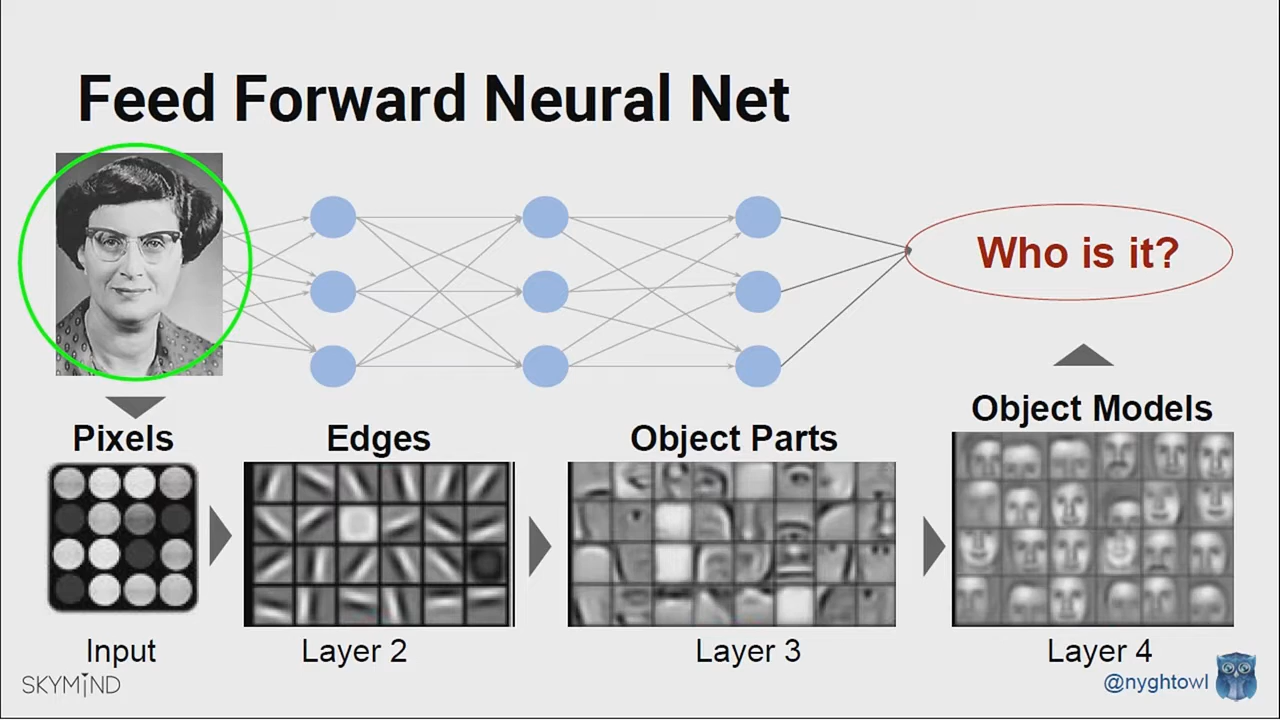 Feed Forward Neural Net
Who is it?
Pixels
Edges
Object Parts
Object Models
Input
Layer 2
Layer 3
Layer 4
SKYMIND
@nyghtowl